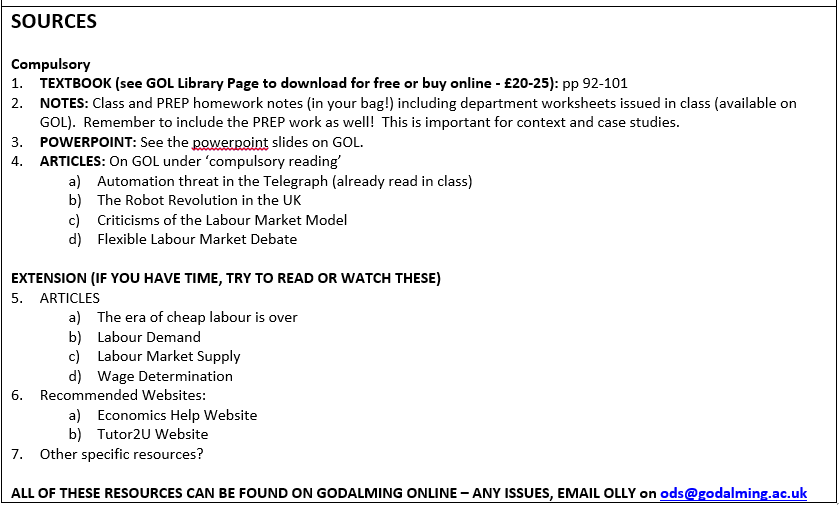 SOURCES
Compulsory
1. TEXTBOOK (see GOL Library Page to download for free or buy online - £20-25): pp 92-101
2. NOTES: Class and PREP homework notes (in your bag!) including department worksheets issued in class (available on
GOL). Remember to include the PREP work as well! This is important for context and case studies.
3. POWERPOINT: See the powerpoint slides on GOL.
4. ARTICLES: On GOL under ‘compulsory reading’
a) Automation threat in the Telegraph (already read in class)
b) The Robot Revolution in the UK
c) Criticisms of the Labour Market Model
d) Flexible Labour Market Debate
EXTENSION (IF YOU HAVE TIME, TRY TO READ OR WATCH THESE)
5. ARTICLES
a) The era of cheap labour is over
b) Labour Demand
c) Labour Market Supply
d) Wage Determination
6. Recommended Websites:
a) Economics Help Website
b) Tutor2U Website
7. Other specific resources?
ALL OF THESE RESOURCES CAN BE FOUND ON GODALMING ONLINE – ANY ISSUES, EMAIL OLLY on ods@godalming.ac.uk